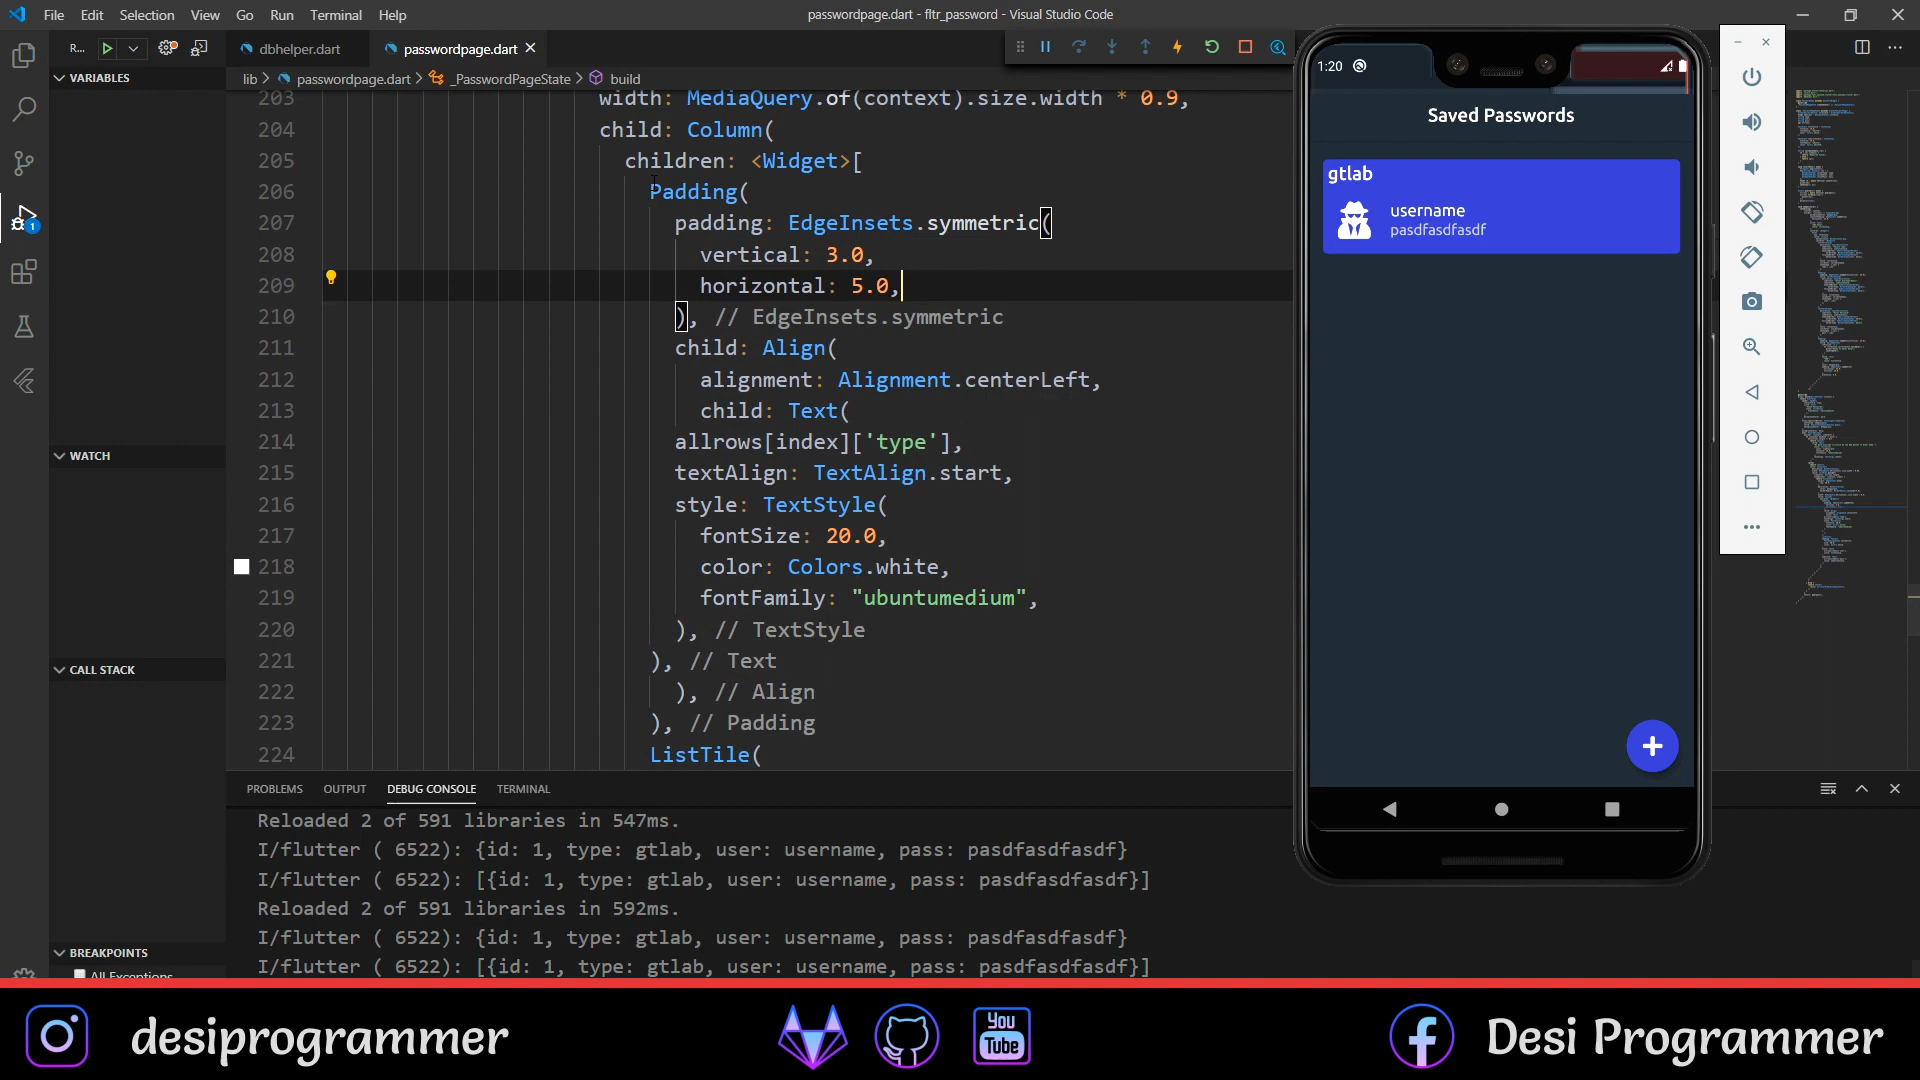 File Edit Selection View Go Run Terminal Help
passwordpage.dart - fltr_password - Visual Studio Code
R...
dbhelper.dart
passwordpage.dart
VARIABLES
lib > passwordpage.dart > _PasswordPageState > build
203 width: MediaQuery.of(context).size.width * 0.9,
204 child: Column(
205 children: <Widget>[
206 Padding(
207 padding: EdgeInsets.symmetric(
208 vertical: 3.0,
209 horizontal: 5.0,
210 ), // EdgeInsets.symmetric
211 child: Align(
212 alignment: Alignment.centerLeft,
213 child: Text(
214 allrows[index]['type'],
215 textAlign: TextAlign.start,
216 style: TextStyle(
217 fontSize: 20.0,
218 color: Colors.white,
219 fontFamily: "ubuntumedium",
220 ), // TextStyle
221 ), // Text
222 ), // Align
223 ), // Padding
224 ListTile(
WATCH
CALL STACK
BREAKPOINTS
All Exceptions
1
1:20
Saved Passwords
gtlab
username
pasdfasdfasdf
PROBLEMS OUTPUT DEBUG CONSOLE TERMINAL
Reloaded 2 of 591 libraries in 547ms.
I/flutter ( 6522): {id: 1, type: gtlab, user: username, pass: pasdfasdfasdf}
I/flutter ( 6522): [{id: 1, type: gtlab, user: username, pass: pasdfasdfasdf}]
Reloaded 2 of 591 libraries in 592ms.
I/flutter ( 6522): {id: 1, type: gtlab, user: username, pass: pasdfasdfasdf}
I/flutter ( 6522): [{id: 1, type: gtlab, user: username, pass: pasdfasdfasdf}]
desiprogrammer
You
Tube
Desi Programmer